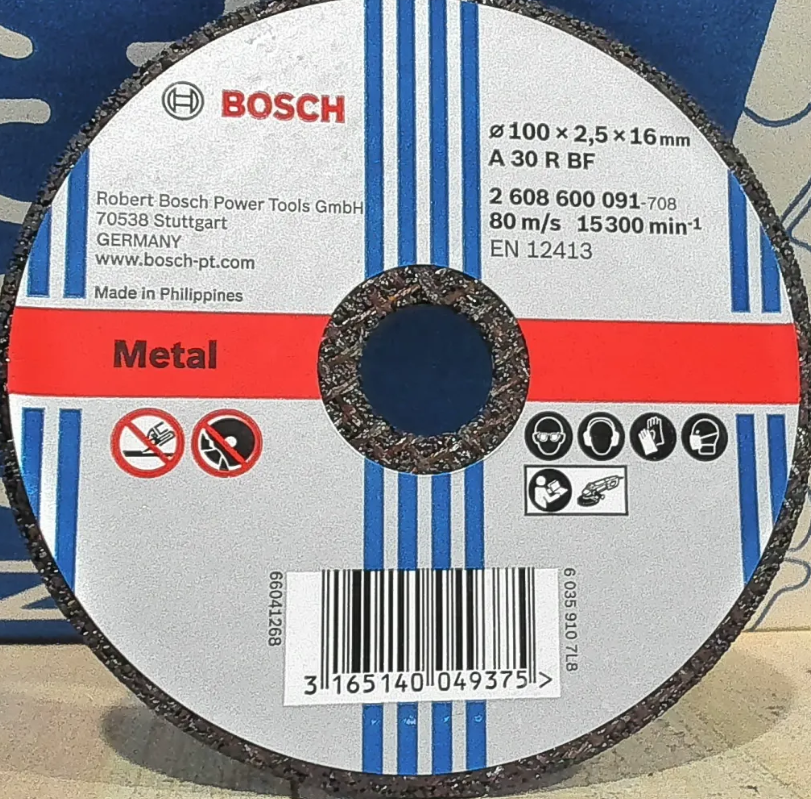 BOSCH
Robert Bosch Power Tools GmbH
70538 Stuttgart
GERMANY
www.bosch-pt.com
Made in Philippines
⌀ 100 × 2,5 × 16 mm
A 30 R BF
2 608 600 091-708
80 m/s 15300 min-1
EN 12413
Metal
66041268
6 035 910 7L8
3 165140 049375 >